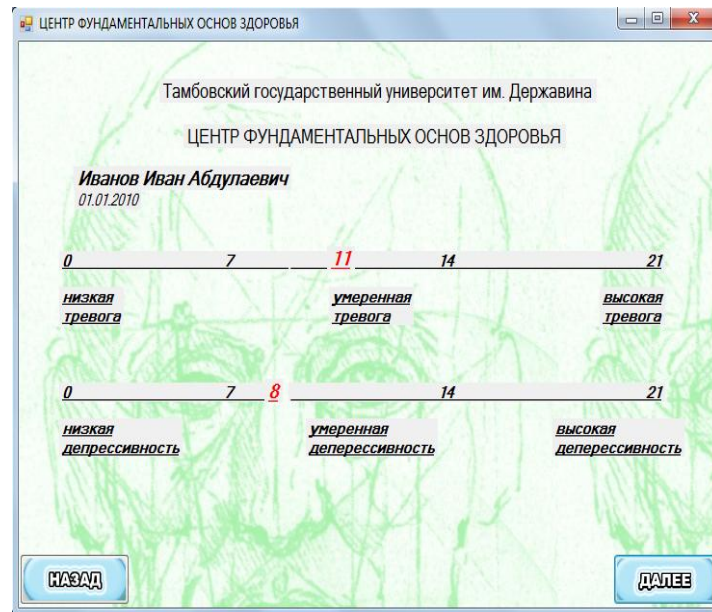 ЦЕНТР ФУНДАМЕНТАЛЬНЫХ ОСНОВ ЗДОРОВЬЯ
Тамбовский государственный университет им. Державина
ЦЕНТР ФУНДАМЕНТАЛЬНЫХ ОСНОВ ЗДОРОВЬЯ
Иванов Иван Абдулаевич
01.01.2010
0 7 11 14 21
низкая умеренная высокая
тревога тревога тревога
0 7 8 14 21
низкая умеренная высокая
депрессивность деперессивность деперессивность
НАЗАД ДАЛЕЕ